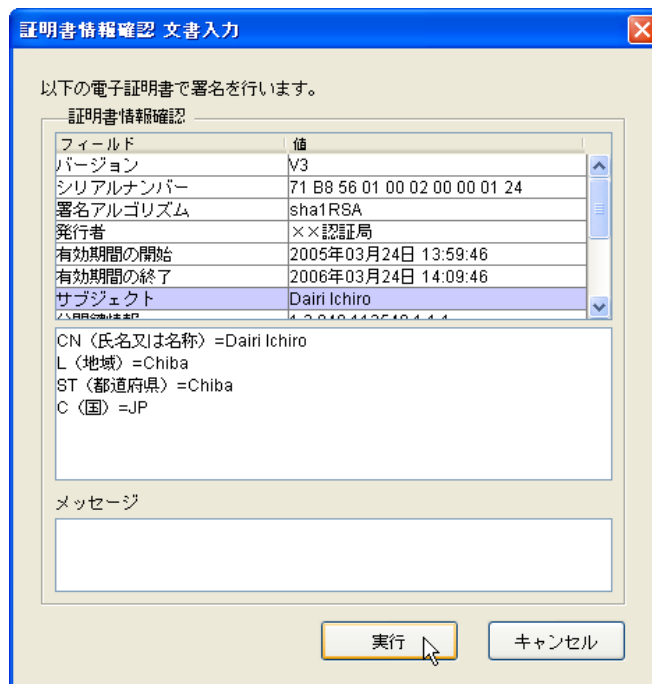 証明書情報確認 文書入力
以下の電子証明書で署名を行います。
証明書情報確認
フィールド 値
バージョン V3
シリアルナンバー 71 B8 56 01 00 02 00 00 01 24
署名アルゴリズム sha1RSA
発行者 ××認証局
有効期間の開始 2005年03月24日 13:59:46
有効期間の終了 2006年03月24日 14:09:46
サブジェクト Dairi Ichiro
CN（氏名又は名称）=Dairi Ichiro
L（地域）=Chiba
ST（都道府県）=Chiba
C（国）=JP
メッセージ
実行 キャンセル